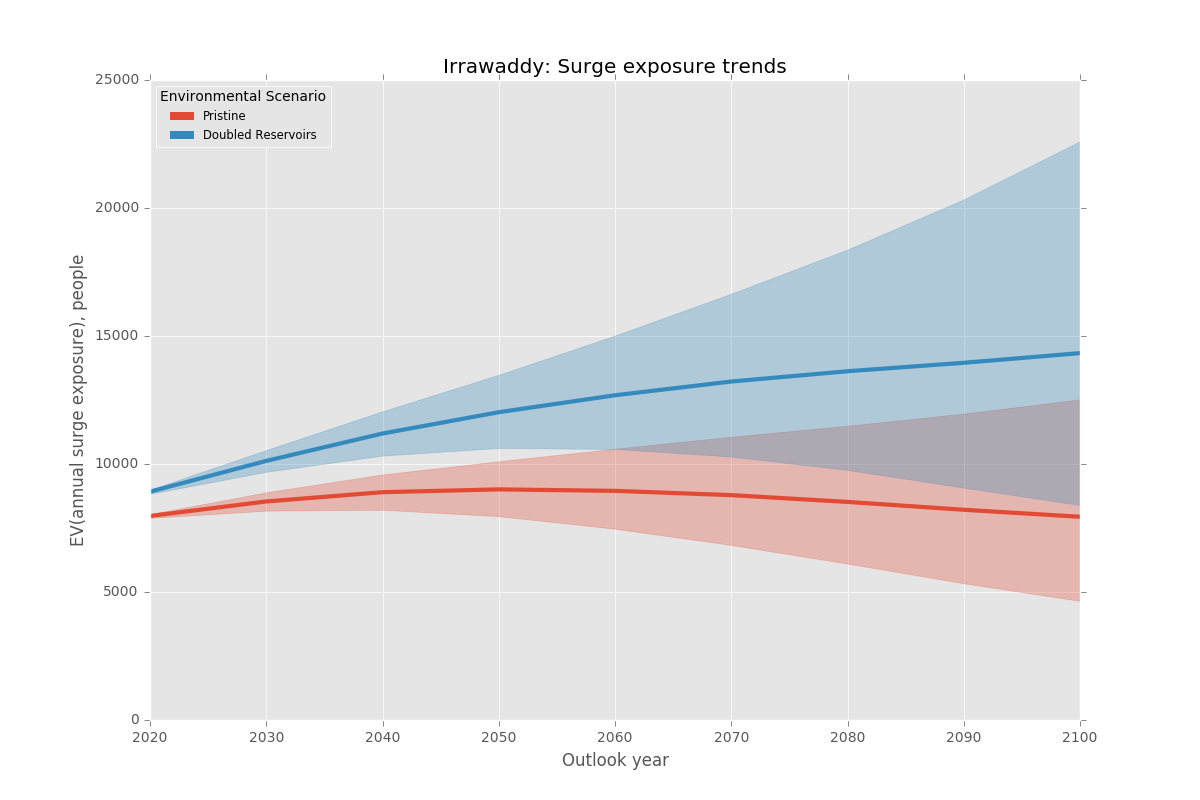 Irrawaddy: Surge exposure trends
25000
20000
15000
10000
5000
0
EV(annual surge exposure), people
Environmental Scenario
Pristine
Doubled Reservoirs
2020 2030 2040 2050 2060 2070 2080 2090 2100
Outlook year